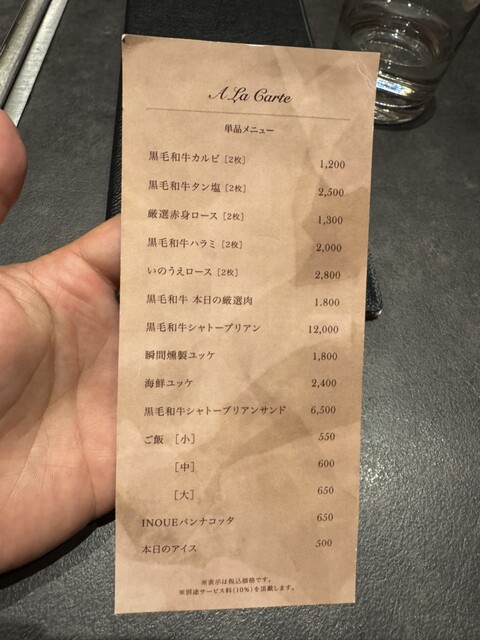 A La Carte
単品メニュー
黒毛和牛カルビ [2枚] 1,200
黒毛和牛タン塩 [2枚] 2,500
厳選赤身ロース [2枚] 1,300
黒毛和牛ハラミ [2枚] 2,000
いのうえロース [2枚] 2,800
黒毛和牛 本日の厳選肉 1.800
黒毛和牛シャトーブリアン 12,000
瞬間燻製ユッケ 1,800
海鮮ユッケ 2,400
黒毛和牛シャトーブリアンサンド 6,500
ご飯 [小] 550
[中] 600
[大] 650
INOUEパンナコッタ 650
本日のアイス 500
※表示は税込価格です。
※別途サービス料(10%)を頂戴します。